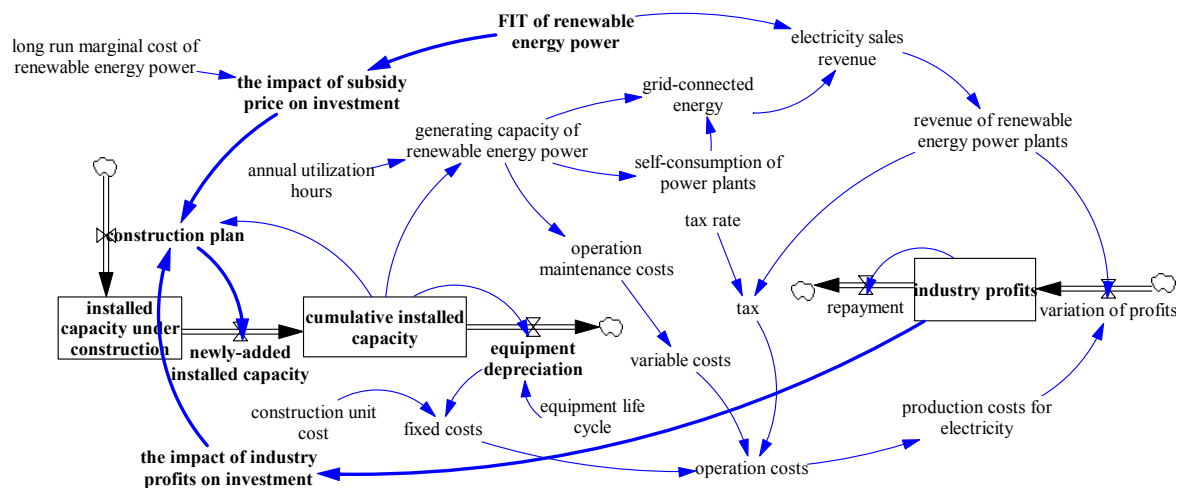 FIT of renewable
energy power
long run marginal cost of
renewable energy power
electricity sales
revenue
the impact of subsidy
price on investment
grid-connected
energy
generating capacity of
renewable energy power
revenue of renewable
energy power plants
annual utilization
hours
self-consumption of
power plants
tax rate
construction plan
operation
maintenance costs
installed
capacity under
construction
cumulative installed
capacity
newly-added
installed capacity
equipment
depreciation
tax
repayment
industry profits
variation of profits
variable costs
construction unit
cost
fixed costs
equipment life
cycle
production costs for
electricity
the impact of industry
profits on investment
operation costs